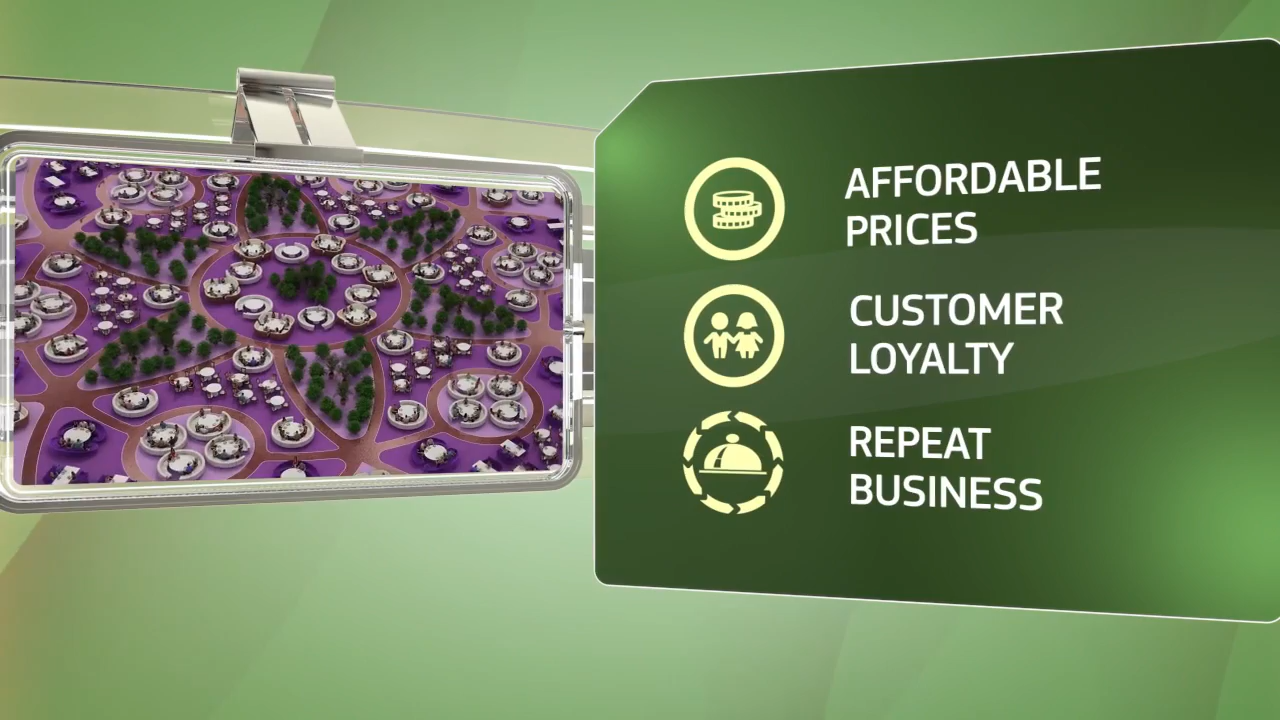 AFFORDABLE
PRICES
CUSTOMER
LOYALTY
REPEAT
BUSINESS